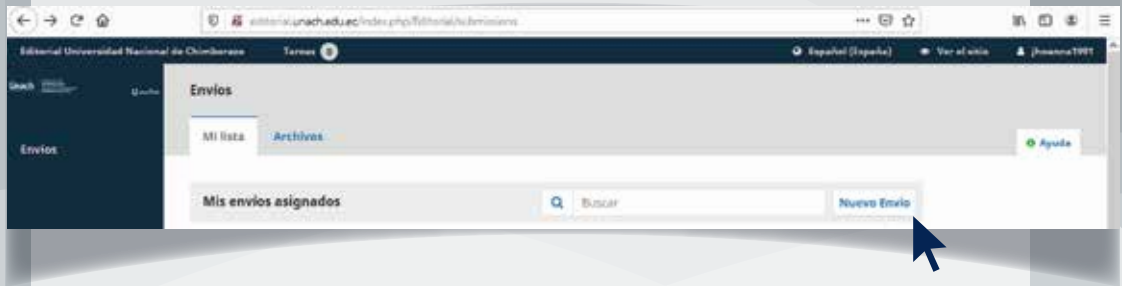 editorial.unach.edu.ec/index.php/Editorial/submissions
Editorial Universidad Nacional de Chimborazo Tareas 0 Español (España) Ver el sitio jhoanna1991
Unach
Envíos
Mi lista Archivos
Envíos
Ayuda
Mis envíos asignados Buscar Nuevo Envío